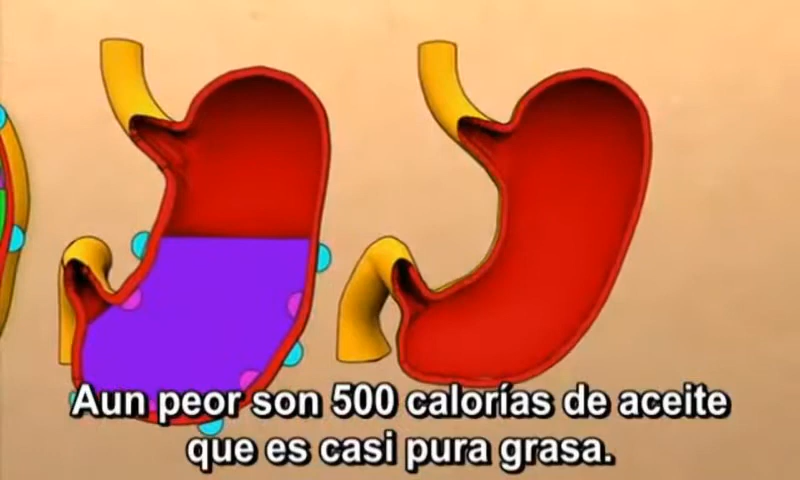 Aun peor son 500 calorías de aceite
que es casi pura grasa.